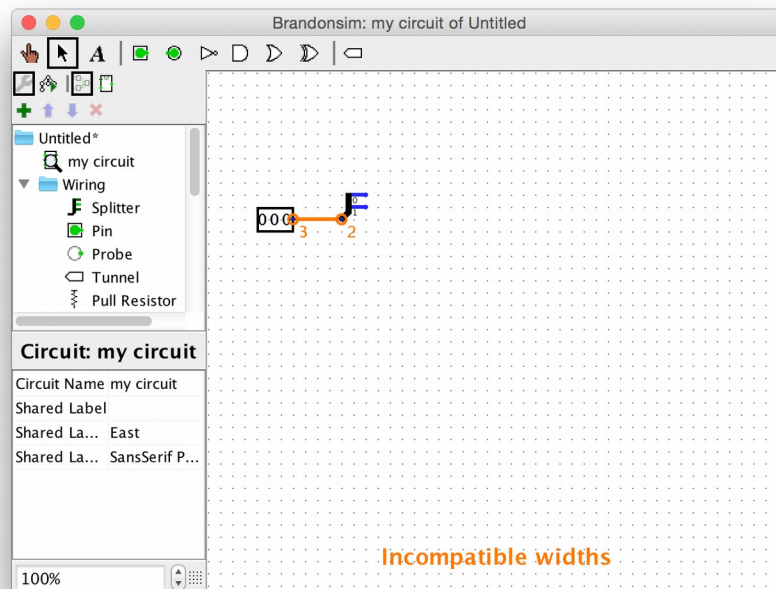 Brandonsim: my circuit of Untitled
A
Untitled*
my circuit
Wiring
Splitter
Pin
Probe
Tunnel
Pull Resistor
Circuit: my circuit
Circuit Name my circuit
Shared Label
Shared La... East
Shared La... SansSerif P...
100%
0
000 1
3 2
Incompatible widths